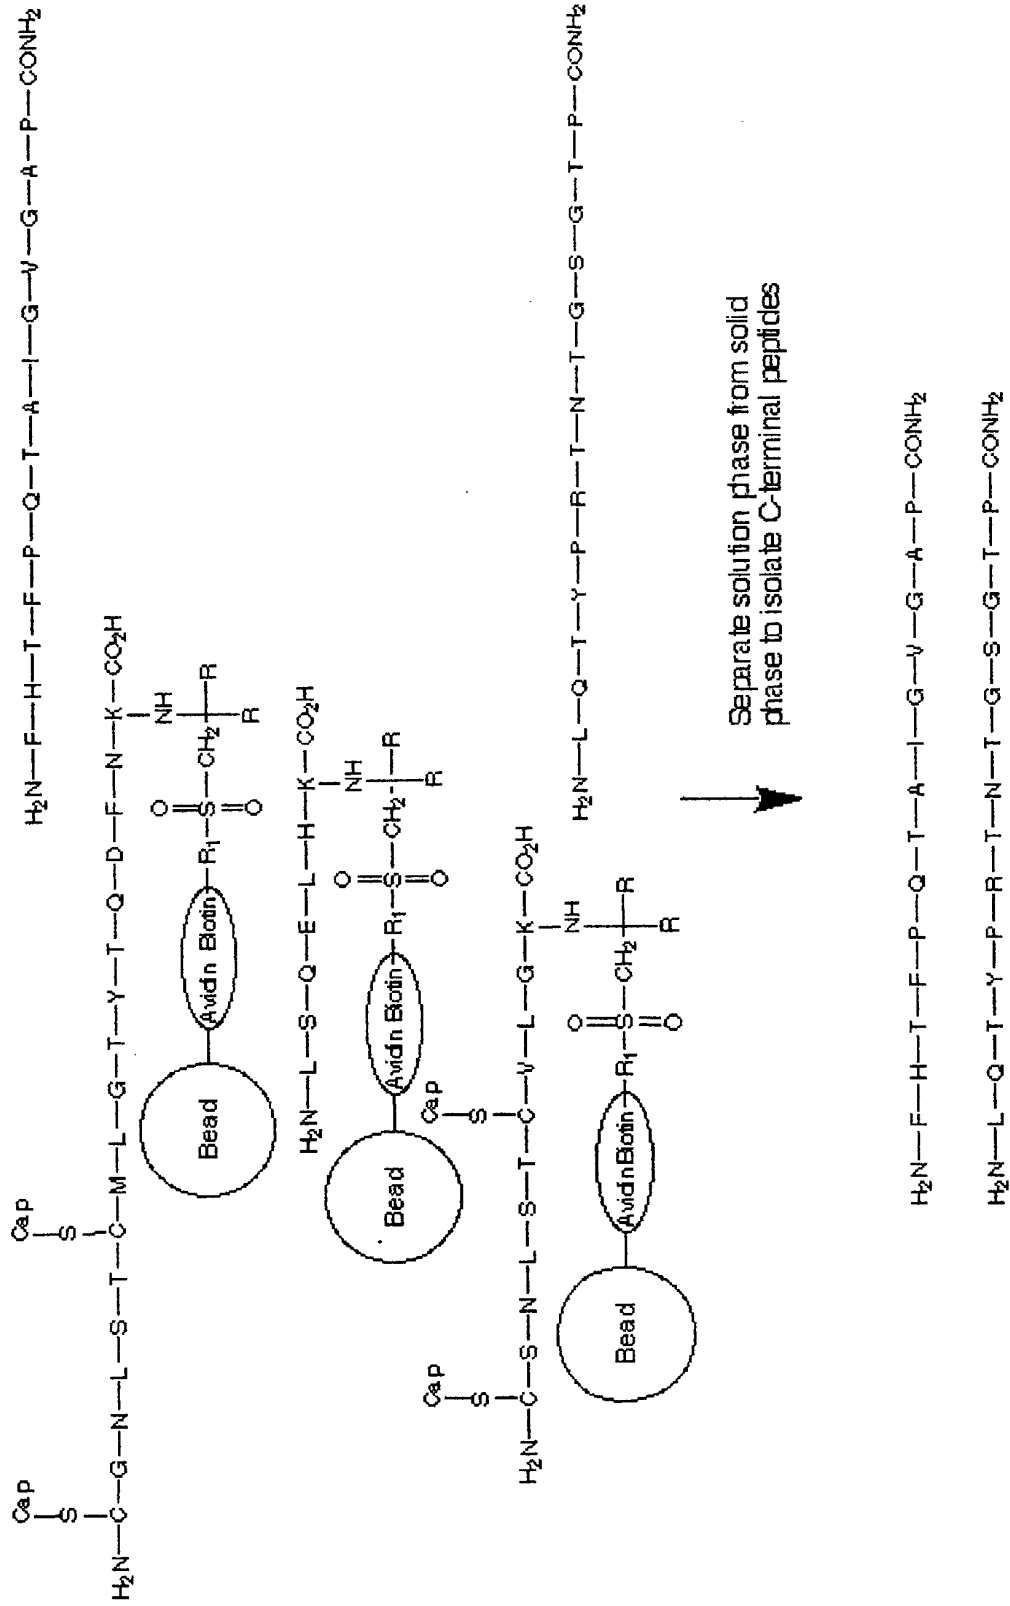 H2N—F—H—T—F—P—Q—T—A—I—G—V—G—A—P—CONH2
Cap
Cap
S
S
H2N—C—G—N—L—S—T—C—M—L—G—T—Y—T—Q—D—F—N—K—CO2H
NH
O
Bead
Avidin Biotin
R1
S
CH2
R
O
R
H2N—L—S—Q—E—L—H—K—CO2H
NH
O
Bead
Avidin Biotin
R1
S
CH2
R
O
R
Cap
Cap
S
S
H2N—C—S—N—L—S—T—C—V—L—G—K—CO2H
NH
O
Bead
Avidin Biotin
R1
S
CH2
R
O
R
H2N—L—Q—T—Y—P—R—T—N—T—G—S—G—T—P—CONH2
Separate solution phase from solid
phase to isolate C-terminal peptides
H2N—F—H—T—F—P—Q—T—A—I—G—V—G—A—P—CONH2
H2N—L—Q—T—Y—P—R—T—N—T—G—S—G—T—P—CONH2